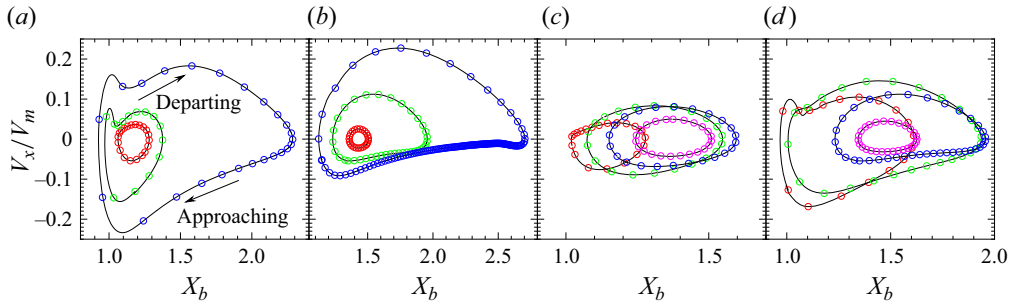 (a) (b) (c) (d)
0.2
0.1
0
−0.1
−0.2
V_x/V_m
Departing
Approaching
1.0 1.5 2.0 1.5 2.0 2.5 1.0 1.5 1.0 1.5 2.0
X_b X_b X_b X_b